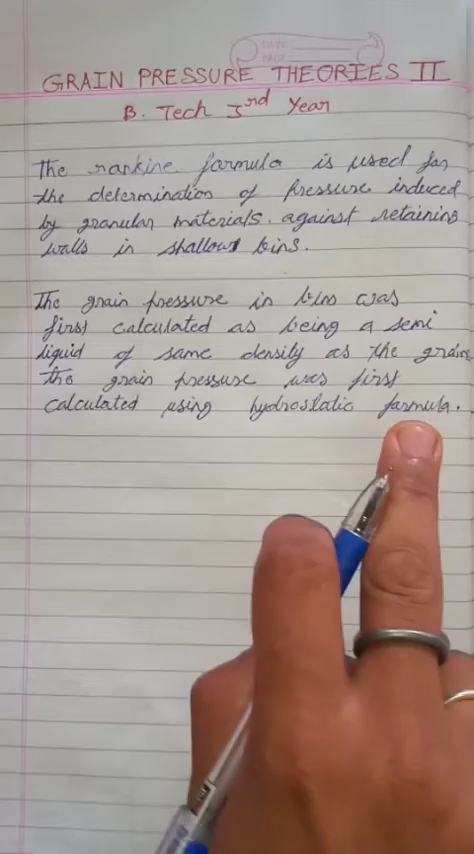 DATE
PAGE
GRAIN PRESSURE THEORIES II
B. Tech 3rd Year
The rankine formula is used for
the determination of Pressure induced
by granular materials. against retaining
walls in shallow bins.
The grain pressure in bins was
first calculated as being a semi
liquid of same density as the grain
the grain pressure was first
calculated using hydrostatic formula.